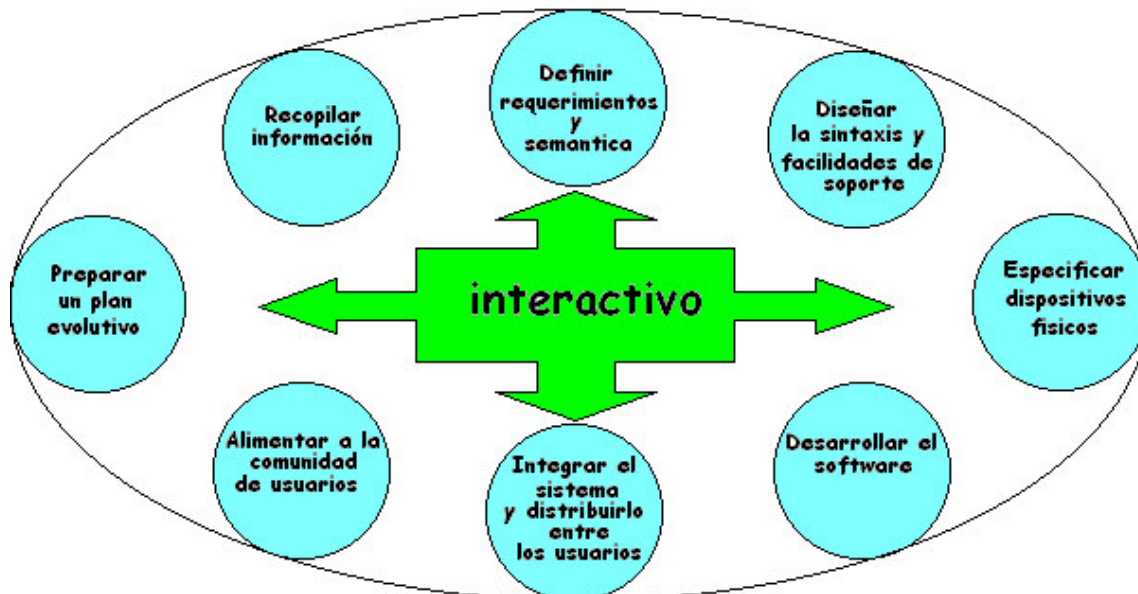 Definir
requerimientos
y
semántica
Diseñar
la sintaxis y
facilidades de
soporte
Especificar
dispositivos
fisicos
Desarrollar el
software
Integrar el
sistema
y distribuirlo
entre
los usuarios
Alimentar a la
comunidad
de usuarios
Preparar
un plan
evolutivo
Recopilar
información
interactivo